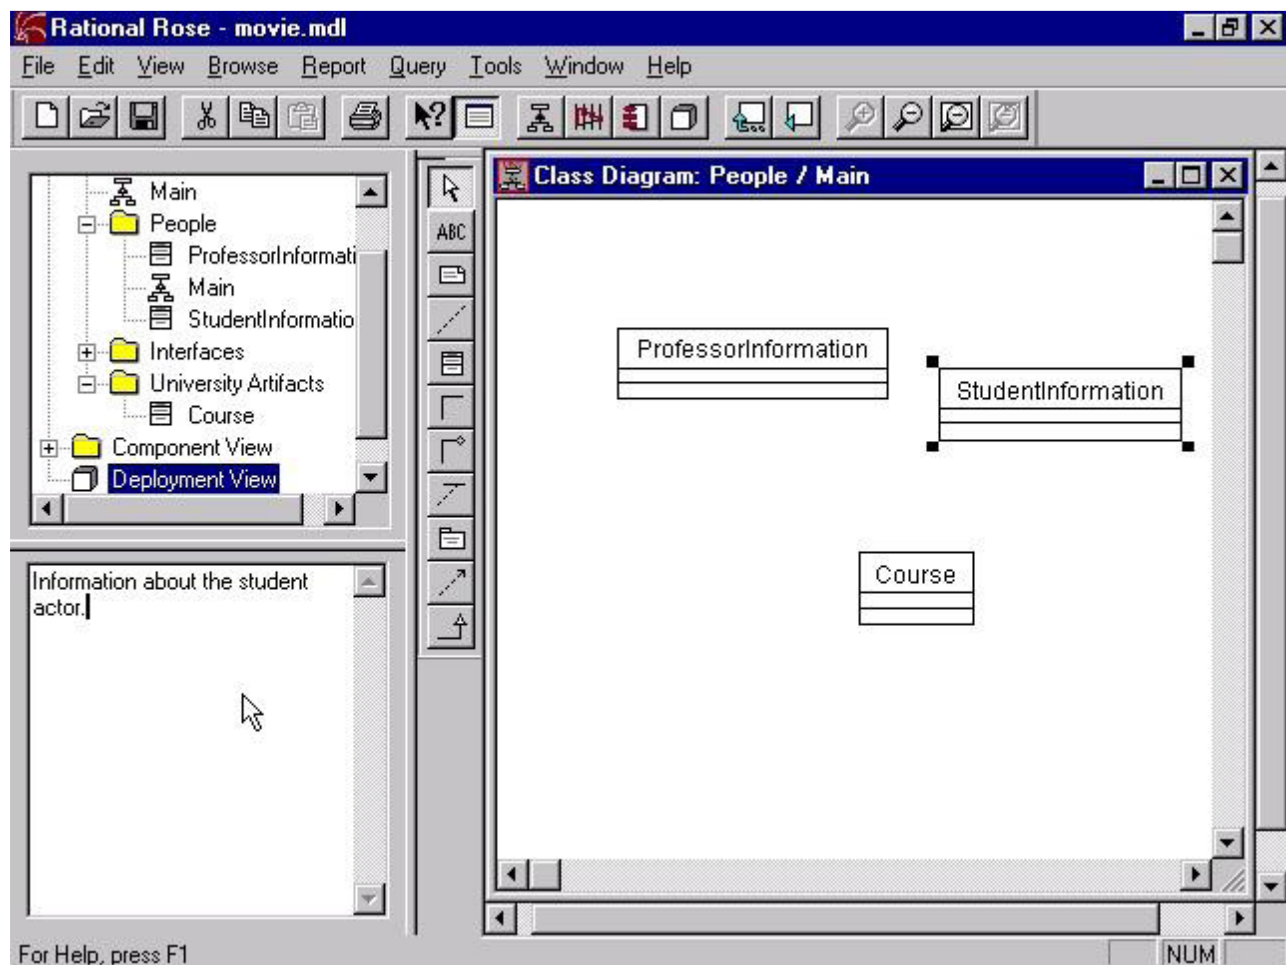 Rational Rose - movie.mdl
File Edit View Browse Report Query Tools Window Help
Main
People
ProfessorInformati
Main
StudentInformatio
Interfaces
University Artifacts
Course
Component View
Deployment View
Information about the student
actor.
ABC
Class Diagram: People / Main
ProfessorInformation
StudentInformation
Course
For Help, press F1
NUM